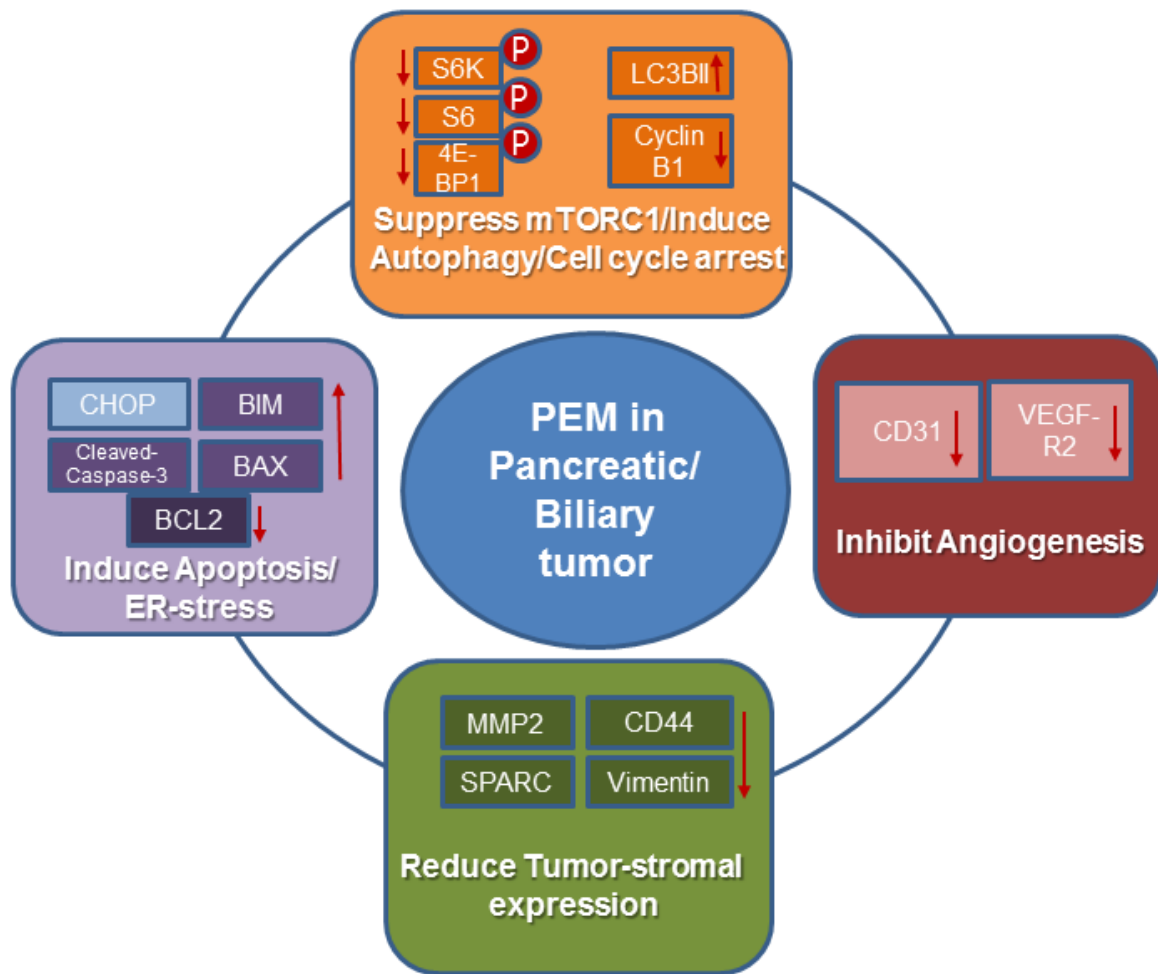 P
S6K
P
S6
P
4E-
BP1
LC3BII
Cyclin
B1
Suppress mTORC1/Induce
Autophagy/Cell cycle arrest
CHOP
BIM
Cleaved-
Caspase-3
BAX
BCL2
Induce Apoptosis/
ER-stress
PEM in
Pancreatic/
Biliary
tumor
CD31
VEGF-
R2
Inhibit Angiogenesis
MMP2
CD44
SPARC
Vimentin
Reduce Tumor-stromal
expression